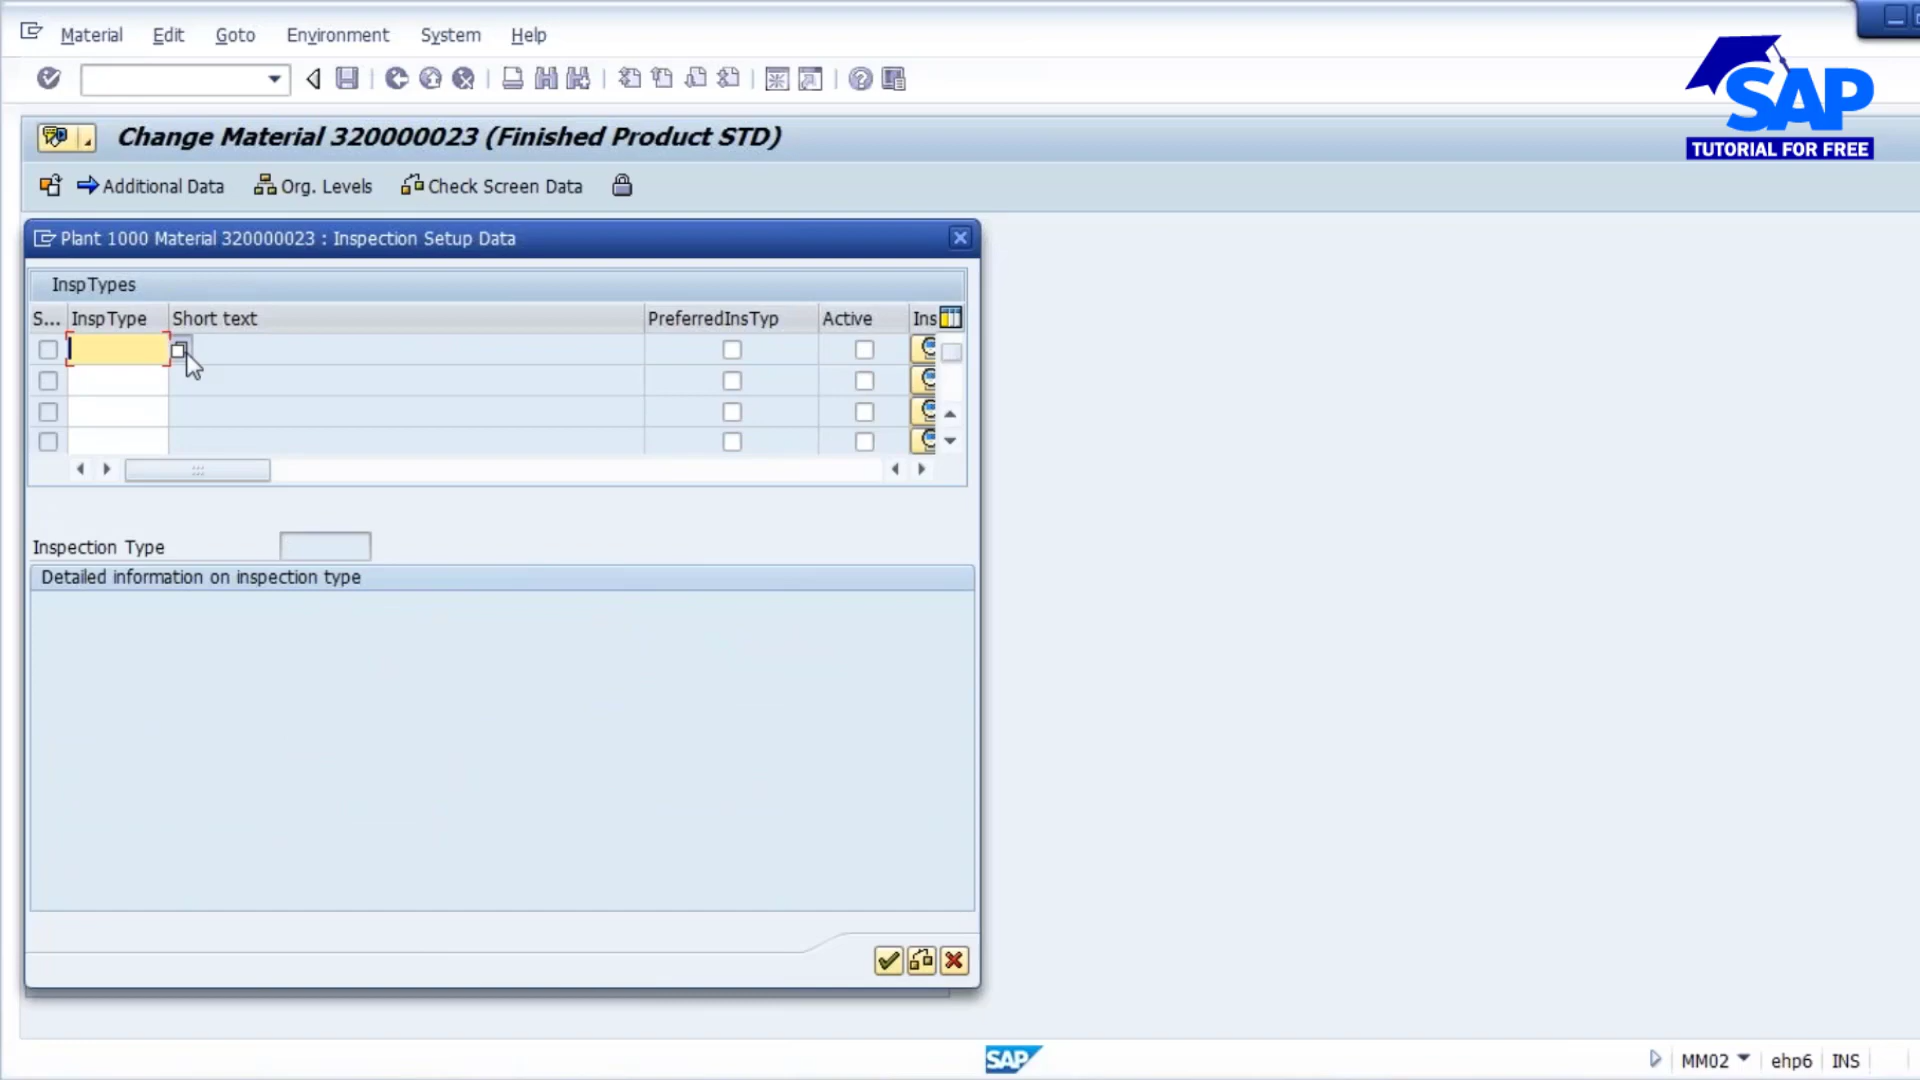 Material Edit Goto Environment System Help
SAP
TUTORIAL FOR FREE
Change Material 320000023 (Finished Product STD)
Additional Data Org. Levels Check Screen Data
Plant 1000 Material 320000023 : Inspection Setup Data
InspTypes
S... InspType Short text PreferredInsTyp Active Ins
Inspection Type
Detailed information on inspection type
SAP MM02 ehp6 INS